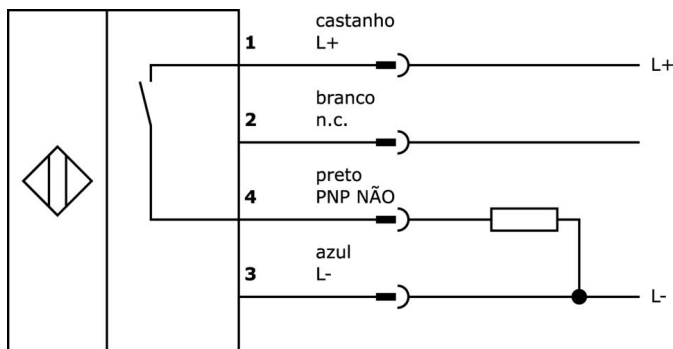 castanho
1 L+ L+
branco
2 n.c.
preto
4 PNP NÃO
azul
3 L- L-